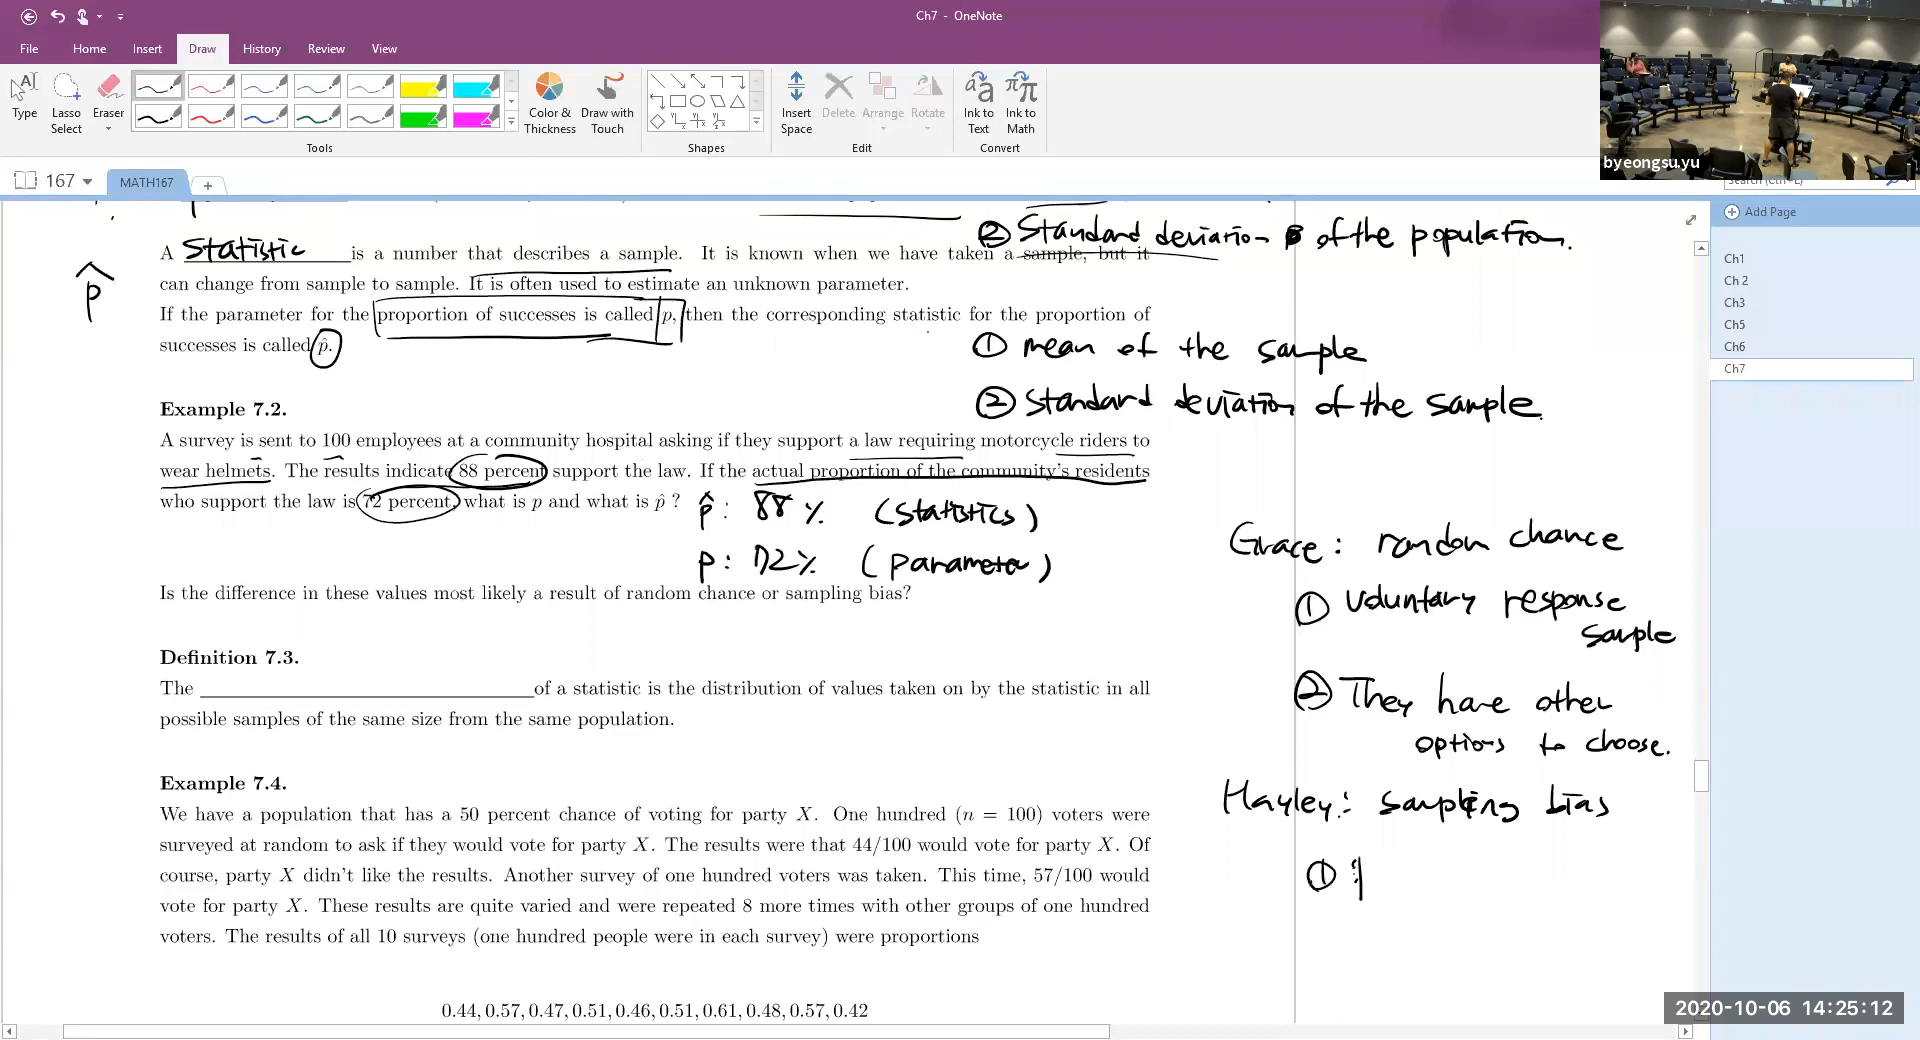 Ch7 - OneNote
File Home Insert Draw History Review View
Type
Lasso Select
Eraser
Color & Thickness
Draw with Touch
Insert Space
Delete
Arrange
Rotate
Ink to Text
Ink to Math
Tools
Shapes
Edit
Convert
byeongsu.yu
167
MATH167
Search (Ctrl+E)
Add Page
Ch1
Ch 2
Ch3
Ch5
Ch6
Ch7
② Standard deviation of the population.
A Statistic is a number that describes a sample. It is known when we have taken a sample, but it
can change from sample to sample. It is often used to estimate an unknown parameter.
p̂
If the parameter for the proportion of successes is called p, then the corresponding statistic for the proportion of
successes is called p̂.
① mean of the sample
② Standard deviation of the sample.
Example 7.2.
A survey is sent to 100 employees at a community hospital asking if they support a law requiring motorcycle riders to
wear helmets. The results indicate 88 percent support the law. If the actual proportion of the community's residents
who support the law is 72 percent, what is p and what is p̂ ?
p̂ : 88 % (Statistics)
p : 72% (parameter)
Is the difference in these values most likely a result of random chance or sampling bias?
Grace : random chance
① voluntary response
sample
② They have other
options to choose.
Hayley : sampling bias
①
Definition 7.3.
The of a statistic is the distribution of values taken on by the statistic in all
possible samples of the same size from the same population.
Example 7.4.
We have a population that has a 50 percent chance of voting for party X. One hundred (n = 100) voters were
surveyed at random to ask if they would vote for party X. The results were that 44/100 would vote for party X. Of
course, party X didn't like the results. Another survey of one hundred voters was taken. This time, 57/100 would
vote for party X. These results are quite varied and were repeated 8 more times with other groups of one hundred
voters. The results of all 10 surveys (one hundred people were in each survey) were proportions
0.44, 0.57, 0.47, 0.51, 0.46, 0.51, 0.61, 0.48, 0.57, 0.42
2020-10-06 14:25:12